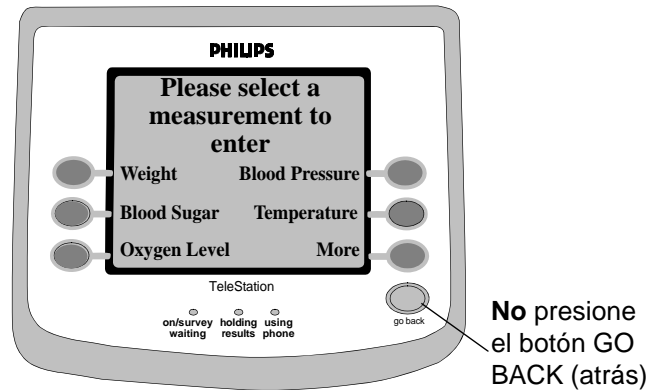 PHILIPS
Please select a
measurement to
enter
Weight Blood Pressure
Blood Sugar Temperature
Oxygen Level More
TeleStation
on/survey holding using
waiting results phone
go back
No presione
el botón GO
BACK (atrás)